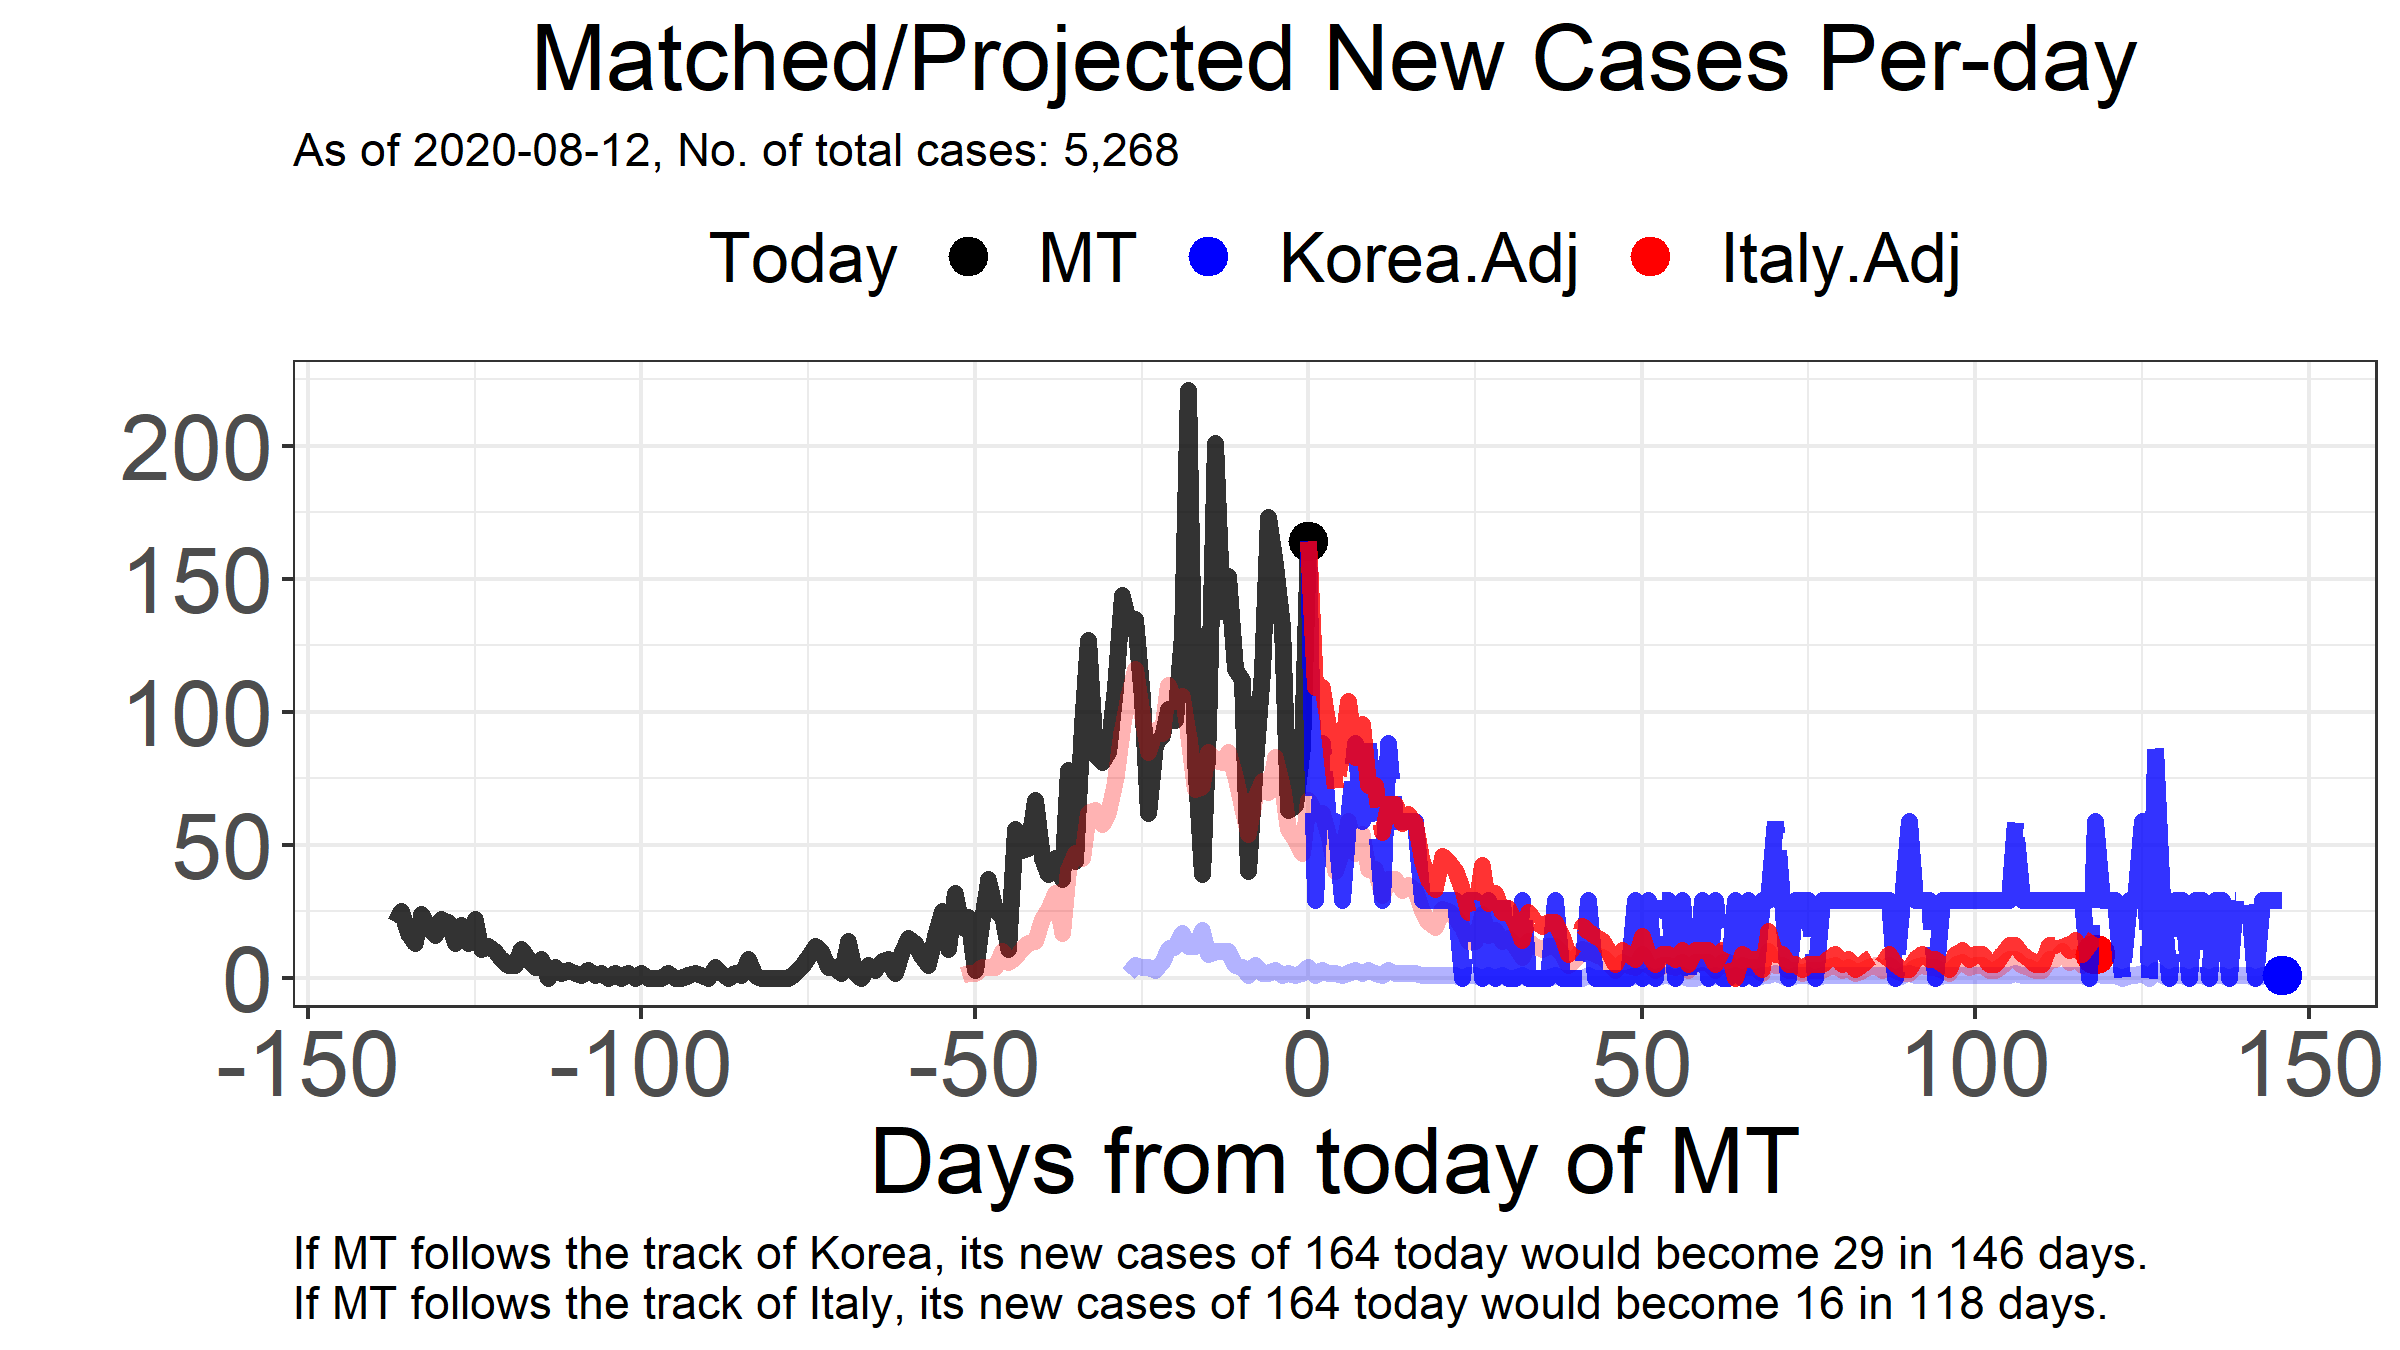 Matched/Projected New Cases Per-day
As of 2020-08-12, No. of total cases: 5,268
Today MT Korea.Adj Italy.Adj
200
150
100
50
0
-150 -100 -50 0 50 100 150
Days from today of MT
If MT follows the track of Korea, its new cases of 164 today would become 29 in 146 days.
If MT follows the track of Italy, its new cases of 164 today would become 16 in 118 days.